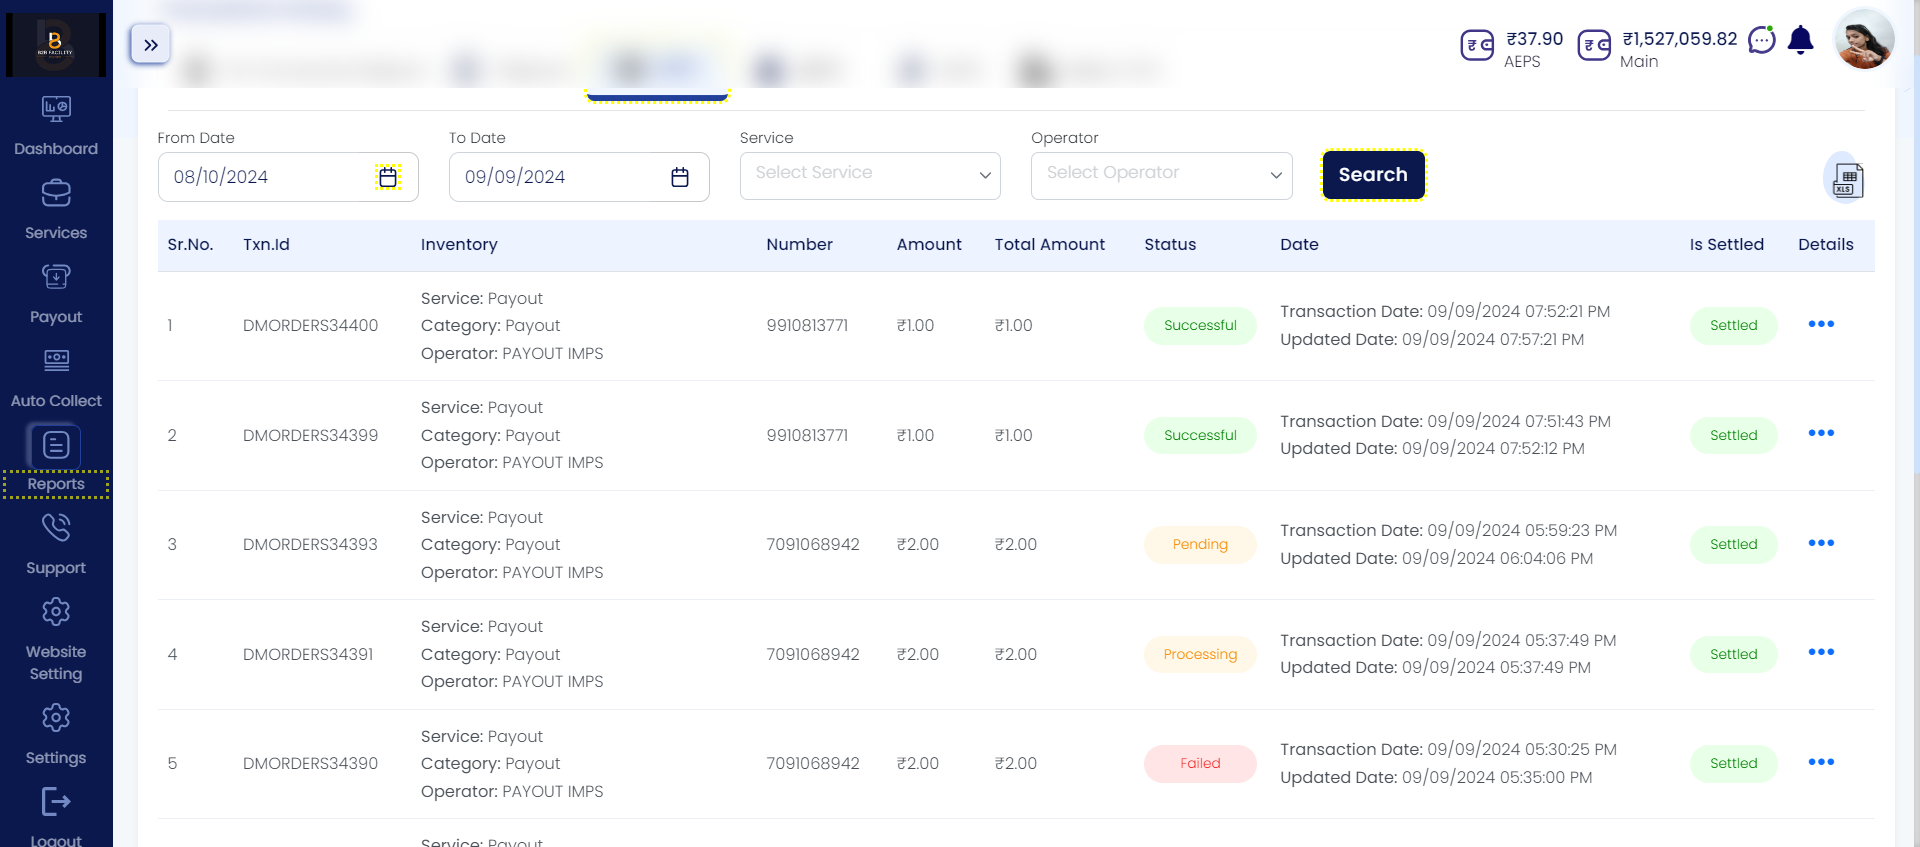 B2B FACILITY
₹37.90
AEPS
₹1,527,059.82
Main
Dashboard
Services
Payout
Auto Collect
Reports
Support
Website
Setting
Settings
Logout
From Date
To Date
Service
Operator
08/10/2024
09/09/2024
Select Service
Select Operator
Search
XLS
Sr.No. Txn.Id Inventory Number Amount Total Amount Status Date Is Settled Details
Service: Payout
1 DMORDERS34400 Category: Payout 9910813771 ₹1.00 ₹1.00 Successful Transaction Date: 09/09/2024 07:52:21 PM Settled
Operator: PAYOUT IMPS Updated Date: 09/09/2024 07:57:21 PM
Service: Payout
2 DMORDERS34399 Category: Payout 9910813771 ₹1.00 ₹1.00 Successful Transaction Date: 09/09/2024 07:51:43 PM Settled
Operator: PAYOUT IMPS Updated Date: 09/09/2024 07:52:12 PM
Service: Payout
3 DMORDERS34393 Category: Payout 7091068942 ₹2.00 ₹2.00 Pending Transaction Date: 09/09/2024 05:59:23 PM Settled
Operator: PAYOUT IMPS Updated Date: 09/09/2024 06:04:06 PM
Service: Payout
4 DMORDERS34391 Category: Payout 7091068942 ₹2.00 ₹2.00 Processing Transaction Date: 09/09/2024 05:37:49 PM Settled
Operator: PAYOUT IMPS Updated Date: 09/09/2024 05:37:49 PM
Service: Payout
5 DMORDERS34390 Category: Payout 7091068942 ₹2.00 ₹2.00 Failed Transaction Date: 09/09/2024 05:30:25 PM Settled
Operator: PAYOUT IMPS Updated Date: 09/09/2024 05:35:00 PM
Service: Payout